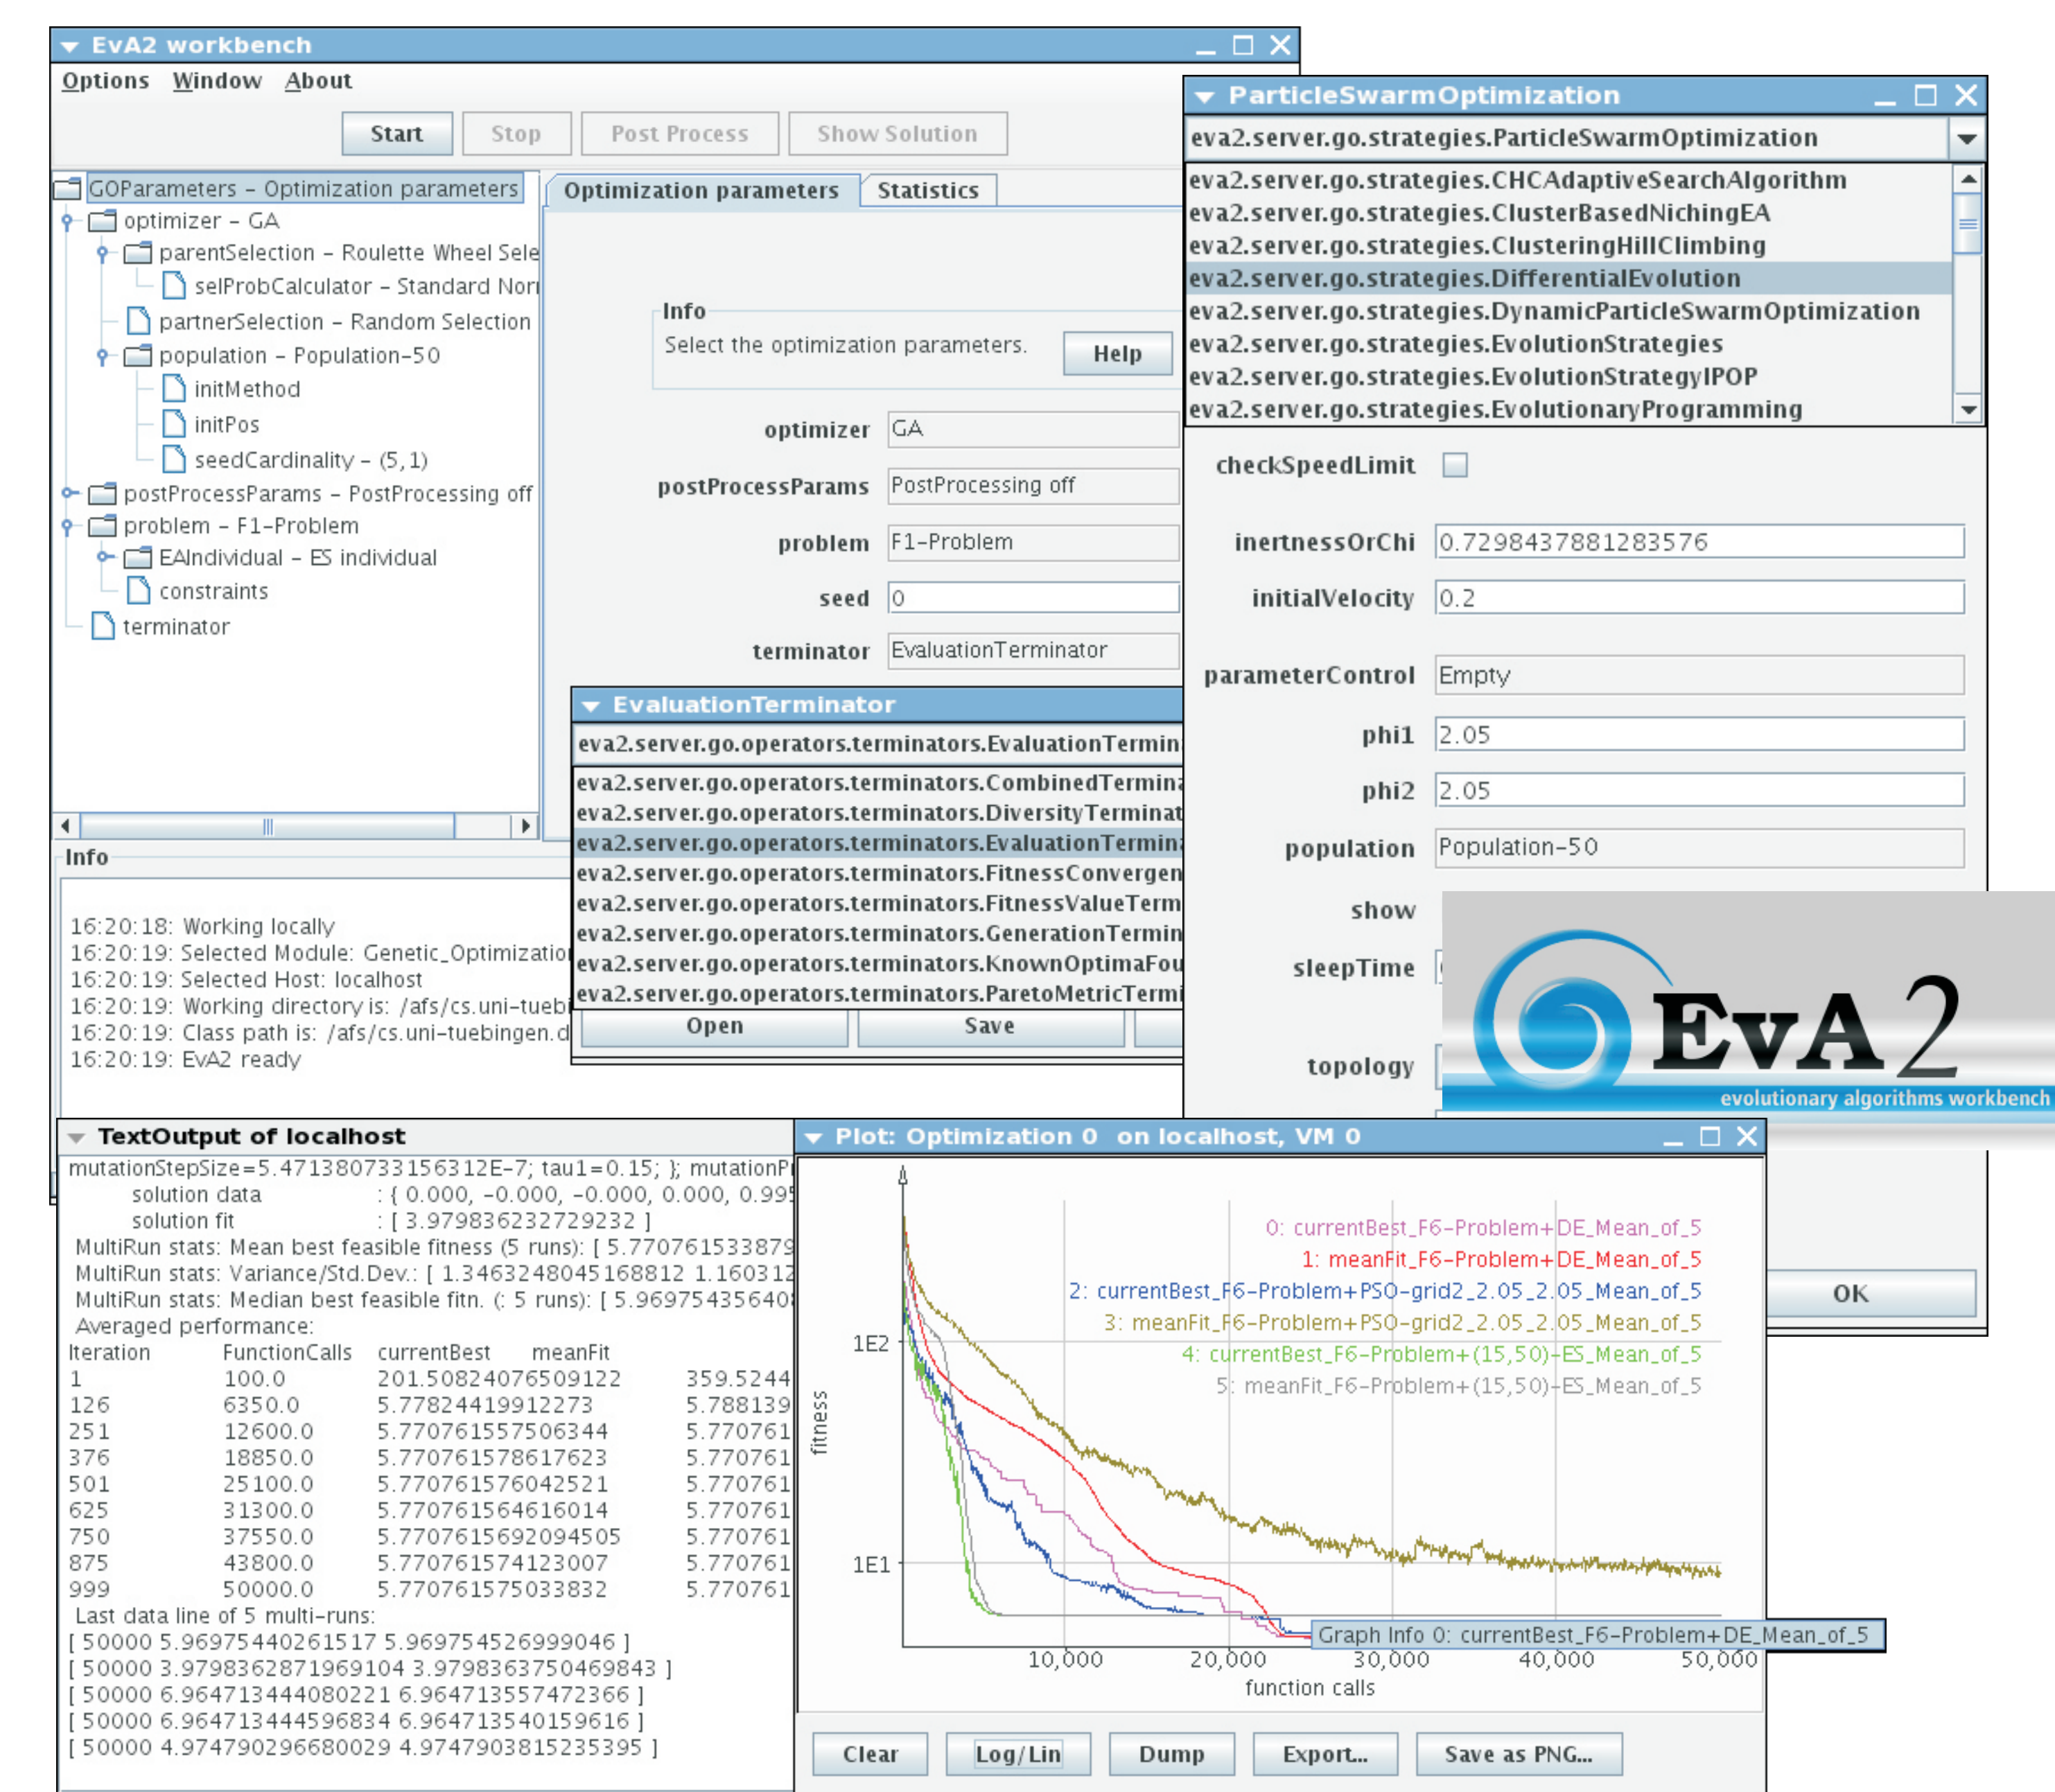 EvA2 workbench
Options Window About
Start Stop Post Process Show Solution
GOParameters – Optimization parameters
optimizer – GA
parentSelection – Roulette Wheel Sele
selProbCalculator – Standard Nor
partnerSelection – Random Selection
population – Population-50
initMethod
initPos
seedCardinality – (5,1)
postProcessParams – PostProcessing off
problem – F1-Problem
EAIndividual – ES individual
constraints
terminator
Optimization parameters Statistics
Info
Select the optimization parameters. Help
optimizer GA
postProcessParams PostProcessing off
problem F1-Problem
seed 0
terminator EvaluationTerminator
Info
16:20:18: Working locally
16:20:19: Selected Module: Genetic_Optimization
16:20:19: Selected Host: localhost
16:20:19: Working directory is: /afs/cs.uni-tuebi
16:20:19: Class path is: /afs/cs.uni-tuebingen.d
16:20:19: EvA2 ready
EvaluationTerminator
eva2.server.go.operators.terminators.EvaluationTermin
eva2.server.go.operators.terminators.CombinedTermina
eva2.server.go.operators.terminators.DiversityTerminat
eva2.server.go.operators.terminators.EvaluationTermina
eva2.server.go.operators.terminators.FitnessConvergen
eva2.server.go.operators.terminators.FitnessValueTerm
eva2.server.go.operators.terminators.GenerationTermin
eva2.server.go.operators.terminators.KnownOptimaFou
eva2.server.go.operators.terminators.ParetoMetricTermi
Open Save
ParticleSwarmOptimization
eva2.server.go.strategies.ParticleSwarmOptimization
eva2.server.go.strategies.CHCAdaptiveSearchAlgorithm
eva2.server.go.strategies.ClusterBasedNichingEA
eva2.server.go.strategies.ClusteringHillClimbing
eva2.server.go.strategies.DifferentialEvolution
eva2.server.go.strategies.DynamicParticleSwarmOptimization
eva2.server.go.strategies.EvolutionStrategies
eva2.server.go.strategies.EvolutionStrategyIPOP
eva2.server.go.strategies.EvolutionaryProgramming
checkSpeedLimit
inertnessOrChi 0.7298437881283576
initialVelocity 0.2
parameterControl Empty
phi1 2.05
phi2 2.05
population Population-50
show
sleepTime
topology
OK
EvA2
evolutionary algorithms workbench
TextOutput of localhost
mutationStepSize=5.471380733156312E-7; tau1=0.15; }; mutationP
solution data : { 0.000, -0.000, -0.000, 0.000, 0.995
solution fit : [ 3.979836232729232 ]
MultiRun stats: Mean best feasible fitness (5 runs): [ 5.770761533879
MultiRun stats: Variance/Std.Dev.: [ 1.3463248045168812 1.160312
MultiRun stats: Median best feasible fitn. (: 5 runs): [ 5.96975435640
Averaged performance:
Iteration FunctionCalls currentBest meanFit
1 100.0 201.50824076509122 359.5244
126 6350.0 5.77824419912273 5.788139
251 12600.0 5.770761557506344 5.770761
376 18850.0 5.770761578617623 5.770761
501 25100.0 5.770761576042521 5.770761
625 31300.0 5.770761564616014 5.770761
750 37550.0 5.7707615692094505 5.770761
875 43800.0 5.770761574123007 5.770761
999 50000.0 5.770761575033832 5.770761
Last data line of 5 multi-runs:
[ 50000 5.96975440261517 5.969754526999046 ]
[ 50000 3.97983628719691​04 3.97983637504698​43 ]
[ 50000 6.964713444080221 6.964713557472366 ]
[ 50000 6.964713444596834 6.964713540159616 ]
[ 50000 4.974790296680029 4.9747903815235395 ]
Plot: Optimization 0 on localhost, VM 0
0: currentBest_F6-Problem+DE_Mean_of_5
1: meanFit_F6-Problem+DE_Mean_of_5
2: currentBest_F6-Problem+PSO-grid2_2.05_2.05_Mean_of_5
3: meanFit_F6-Problem+PSO-grid2_2.05_2.05_Mean_of_5
4: currentBest_F6-Problem+(15,50)-ES_Mean_of_5
5: meanFit_F6-Problem+(15,50)-ES_Mean_of_5
1E2
fitness
1E1
Graph Info 0: currentBest_F6-Problem+DE_Mean_of_5
10,000 20,000 30,000 40,000 50,000
function calls
Clear Log/Lin Dump Export... Save as PNG...